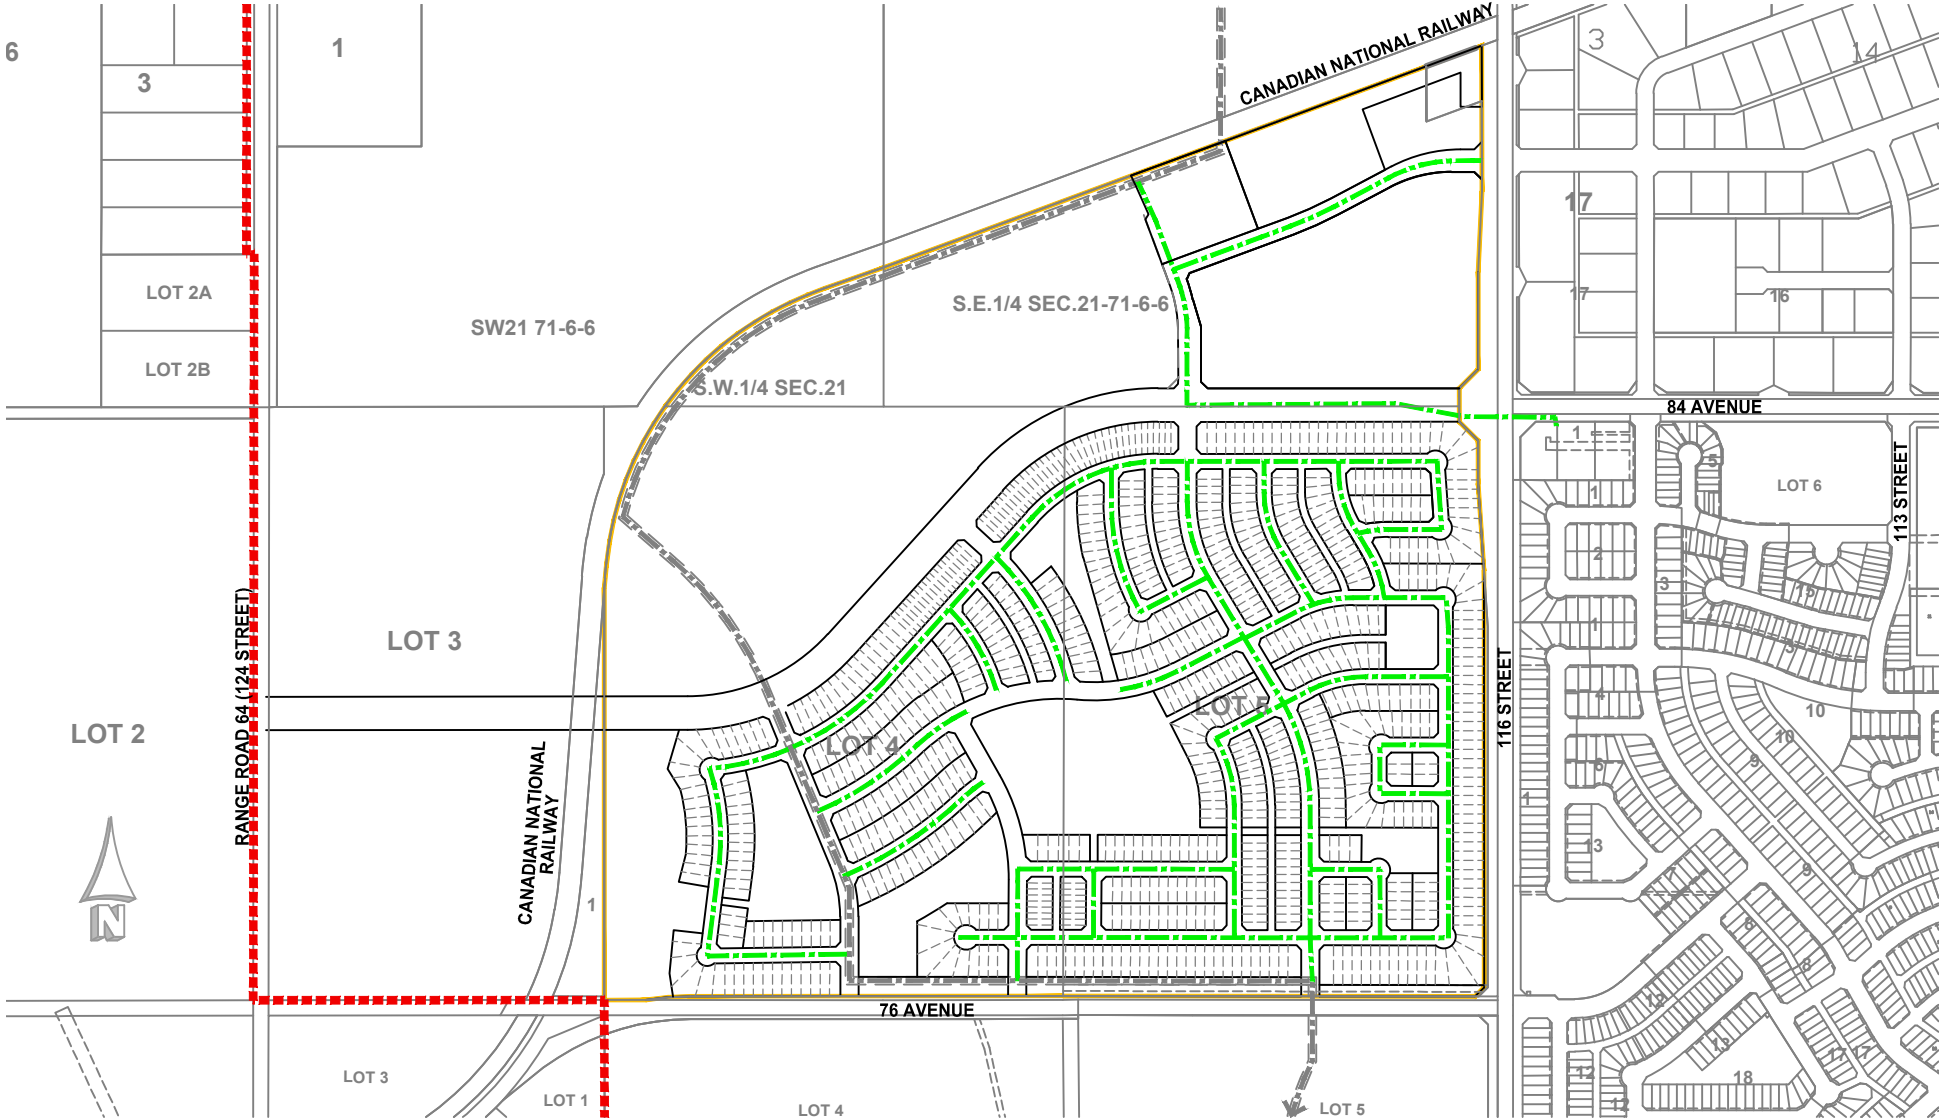 6
1
3
CANADIAN NATIONAL RAILWAY
3
14
LOT 2A
LOT 2B
SW21 71-6-6
S.E.1/4 SEC.21-71-6-6
S.W.1/4 SEC.21
17
17
16
84 AVENUE
113 STREET
LOT 6
1
5
1
2
3
15
1
3
LOT 3
RANGE ROAD 64 (124 STREET)
LOT 2
LOT 5
LOT 4
116 STREET
4
10
10
9
6
1
13
9
7
CANADIAN NATIONAL
RAILWAY
1
N
8
8
12
76 AVENUE
13
17
17
12
18
12
LOT 3
LOT 1
LOT 4
LOT 5